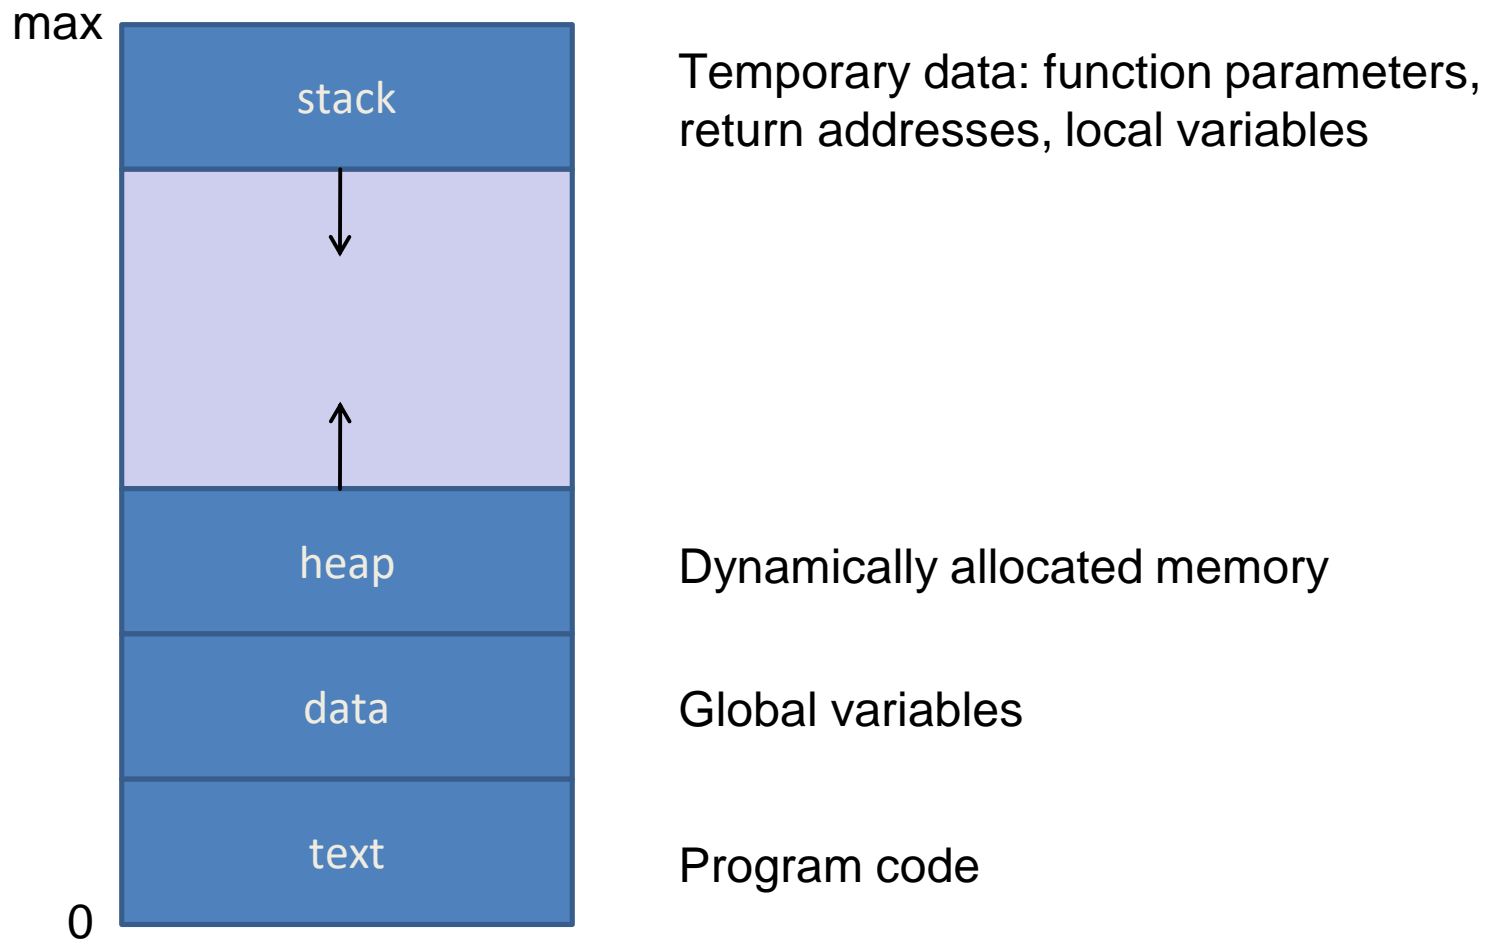 max
stack
Temporary data: function parameters,
return addresses, local variables
heap
Dynamically allocated memory
data
Global variables
text
Program code
0